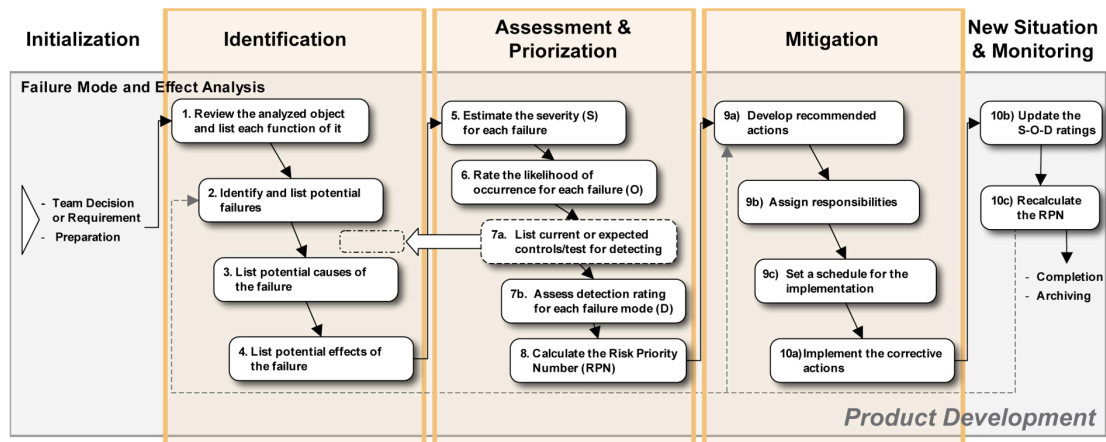 Initialization
Identification
Assessment &
Priorization
Mitigation
New Situation
& Monitoring
Failure Mode and Effect Analysis
- Team Decision
or Requirement
- Preparation
1. Review the analyzed object
and list each function of it
2. Identify and list potential
failures
3. List potential causes of
the failure
4. List potential effects of
the failure
5. Estimate the severity (S)
for each failure
6. Rate the likelihood of
occurrence for each failure (O)
7a. List current or expected
controls/test for detecting
7b. Assess detection rating
for each failure mode (D)
8. Calculate the Risk Priority
Number (RPN)
9a) Develop recommended
actions
9b) Assign responsibilities
9c) Set a schedule for the
implementation
10a)Implement the corrective
actions
10b) Update the
S-O-D ratings
10c) Recalculate
the RPN
- Completion
- Archiving
Product Development